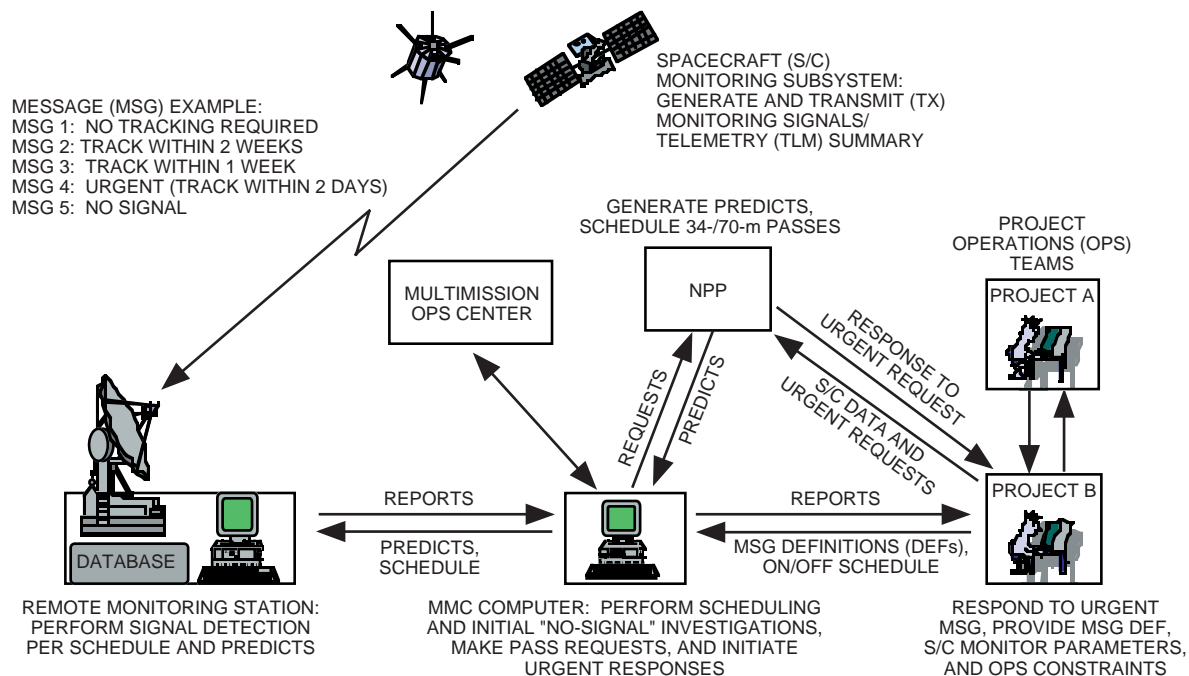 SPACECRAFT (S/C)
MONITORING SUBSYSTEM:
GENERATE AND TRANSMIT (TX)
MONITORING SIGNALS/
TELEMETRY (TLM) SUMMARY
MESSAGE (MSG) EXAMPLE:
MSG 1: NO TRACKING REQUIRED
MSG 2: TRACK WITHIN 2 WEEKS
MSG 3: TRACK WITHIN 1 WEEK
MSG 4: URGENT (TRACK WITHIN 2 DAYS)
MSG 5: NO SIGNAL
GENERATE PREDICTS,
SCHEDULE 34-/70-m PASSES
PROJECT
OPERATIONS (OPS)
TEAMS
MULTIMISSION
OPS CENTER
NPP
PROJECT A
REQUESTS
PREDICTS
RESPONSE TO
URGENT REQUEST
S/C DATA AND
URGENT REQUESTS
PROJECT B
DATABASE
REPORTS
PREDICTS,
SCHEDULE
REPORTS
MSG DEFINITIONS (DEFs),
ON/OFF SCHEDULE
REMOTE MONITORING STATION:
PERFORM SIGNAL DETECTION
PER SCHEDULE AND PREDICTS
MMC COMPUTER: PERFORM SCHEDULING
AND INITIAL "NO-SIGNAL" INVESTIGATIONS,
MAKE PASS REQUESTS, AND INITIATE
URGENT RESPONSES
RESPOND TO URGENT
MSG, PROVIDE MSG DEF,
S/C MONITOR PARAMETERS,
AND OPS CONSTRAINTS